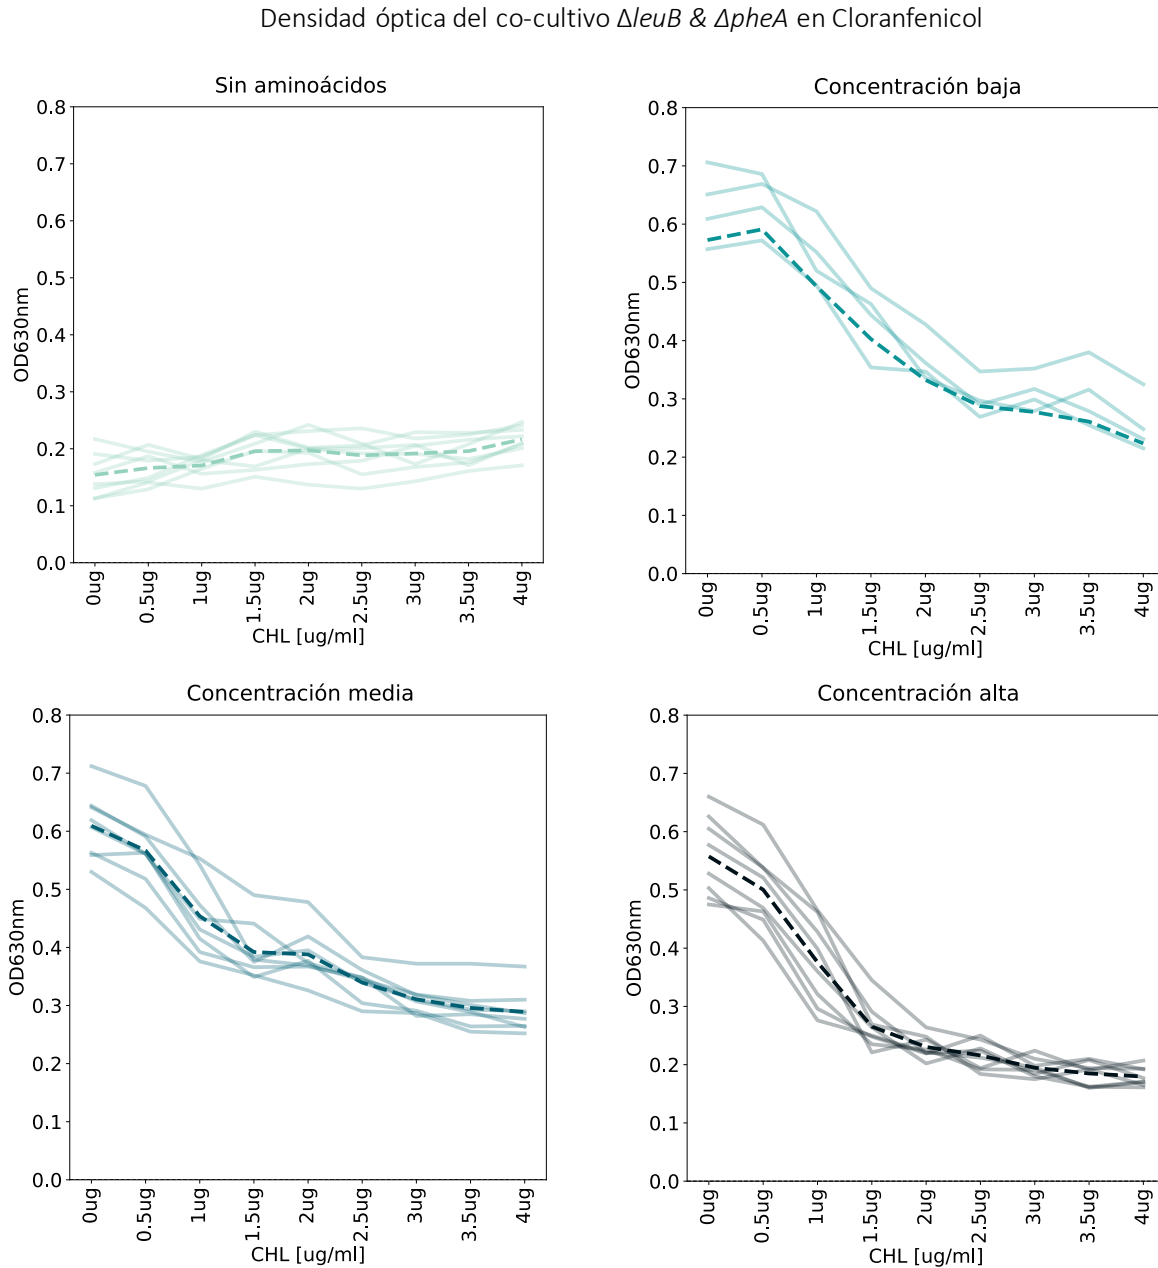 Densidad óptica del co-cultivo ΔleuB & ΔpheA en Cloranfenicol
Sin aminoácidos
0.8
0.7
0.6
0.5
0.4
0.3
0.2
0.1
0.0
OD630nm
0ug
0.5ug
1ug
1.5ug
2ug
2.5ug
3ug
3.5ug
4ug
CHL [ug/ml]
Concentración baja
0.8
0.7
0.6
0.5
0.4
0.3
0.2
0.1
0.0
OD630nm
0ug
0.5ug
1ug
1.5ug
2ug
2.5ug
3ug
3.5ug
4ug
CHL [ug/ml]
Concentración media
0.8
0.7
0.6
0.5
0.4
0.3
0.2
0.1
0.0
OD630nm
0ug
0.5ug
1ug
1.5ug
2ug
2.5ug
3ug
3.5ug
4ug
CHL [ug/ml]
Concentración alta
0.8
0.7
0.6
0.5
0.4
0.3
0.2
0.1
0.0
OD630nm
0ug
0.5ug
1ug
1.5ug
2ug
2.5ug
3ug
3.5ug
4ug
CHL [ug/ml]